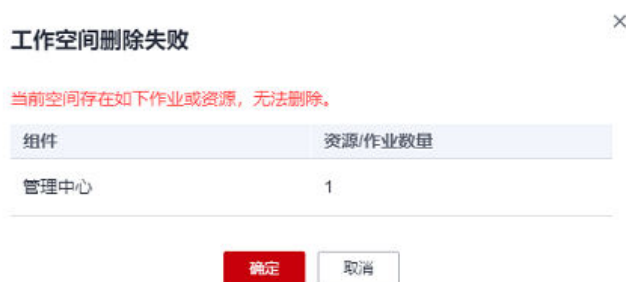 工作空间删除失败
当前空间存在如下作业或资源，无法删除。
组件 资源/作业数量
管理中心 1
确定 取消